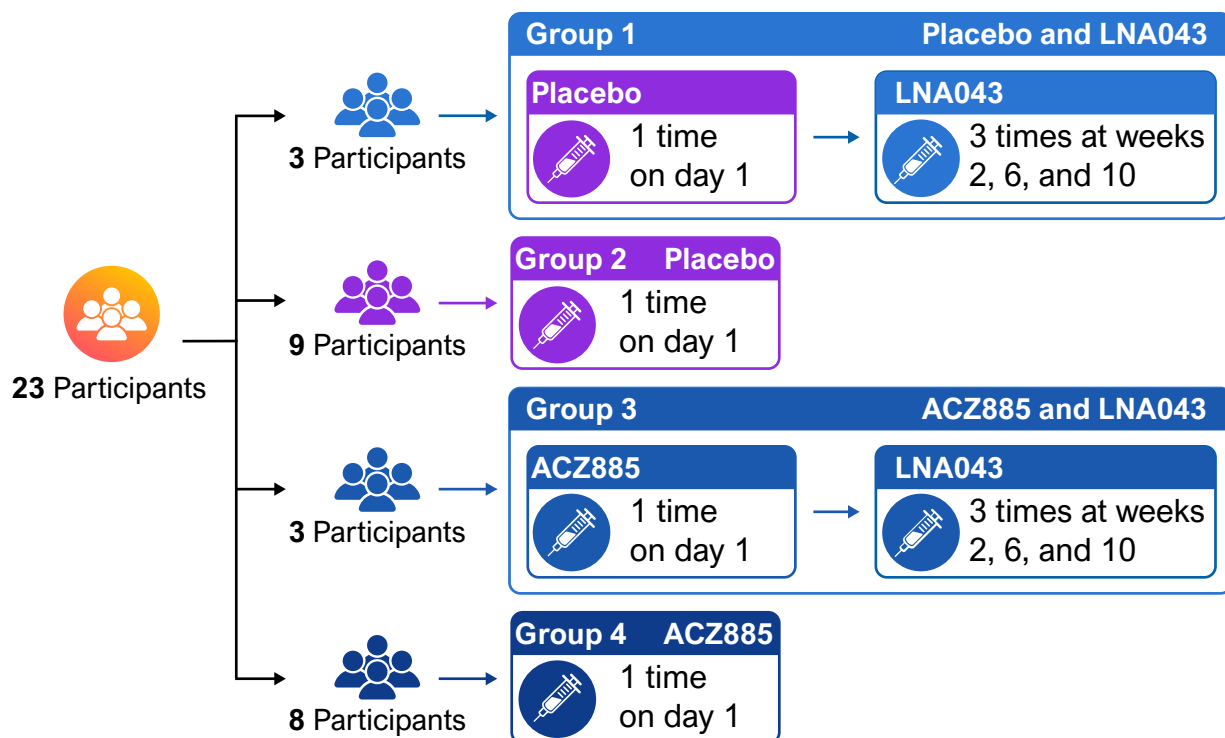 Group 1 Placebo and LNA043
Placebo
1 time
on day 1
LNA043
3 times at weeks
2, 6, and 10
3 Participants
Group 2 Placebo
1 time
on day 1
9 Participants
23 Participants
Group 3 ACZ885 and LNA043
ACZ885
1 time
on day 1
LNA043
3 times at weeks
2, 6, and 10
3 Participants
Group 4 ACZ885
1 time
on day 1
8 Participants